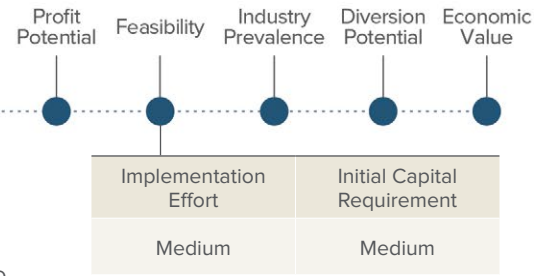 Profit Potential
Feasibility
Industry Prevalence
Diversion Potential
Economic Value
Implementation Effort
Initial Capital Requirement
Medium
Medium